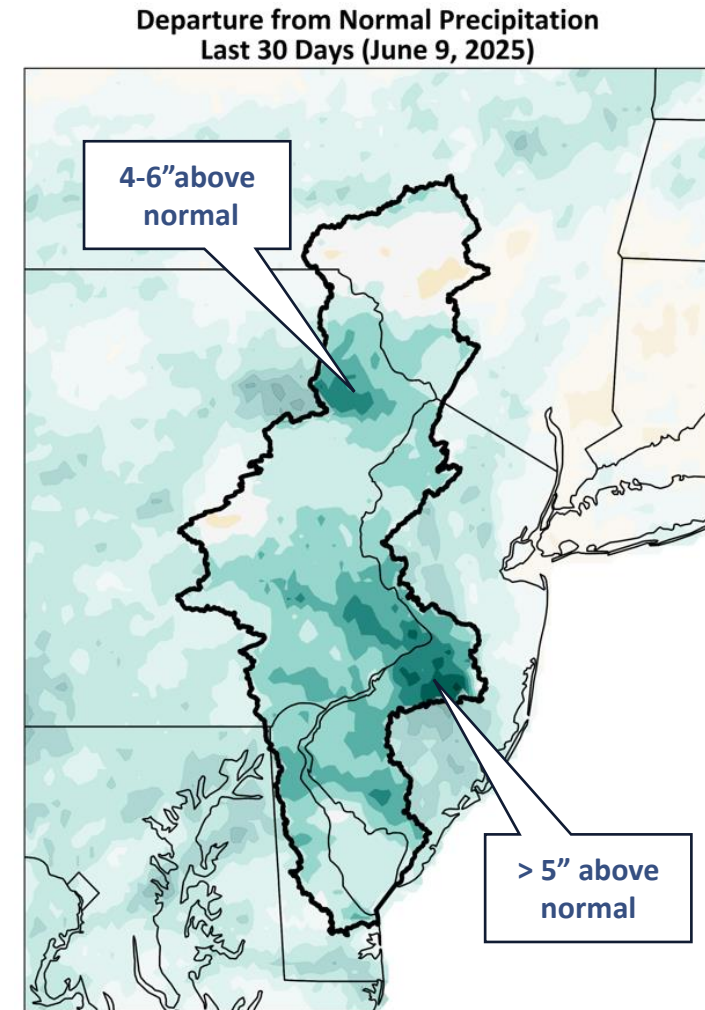 Departure from Normal Precipitation
Last 30 Days (June 9, 2025)
4-6”above
normal
> 5” above
normal